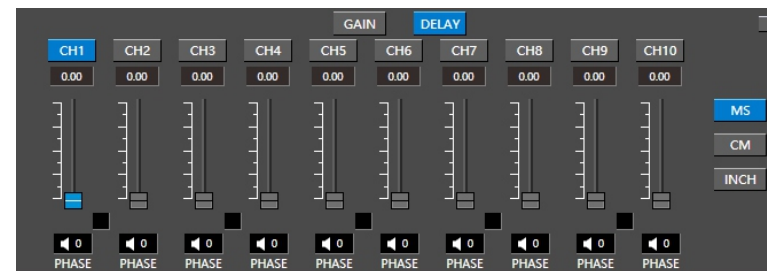 GAIN DELAY
CH1 CH2 CH3 CH4 CH5 CH6 CH7 CH8 CH9 CH10
0.00 0.00 0.00 0.00 0.00 0.00 0.00 0.00 0.00 0.00
MS
CM
INCH
0 0 0 0 0 0 0 0 0 0
PHASE PHASE PHASE PHASE PHASE PHASE PHASE PHASE PHASE PHASE